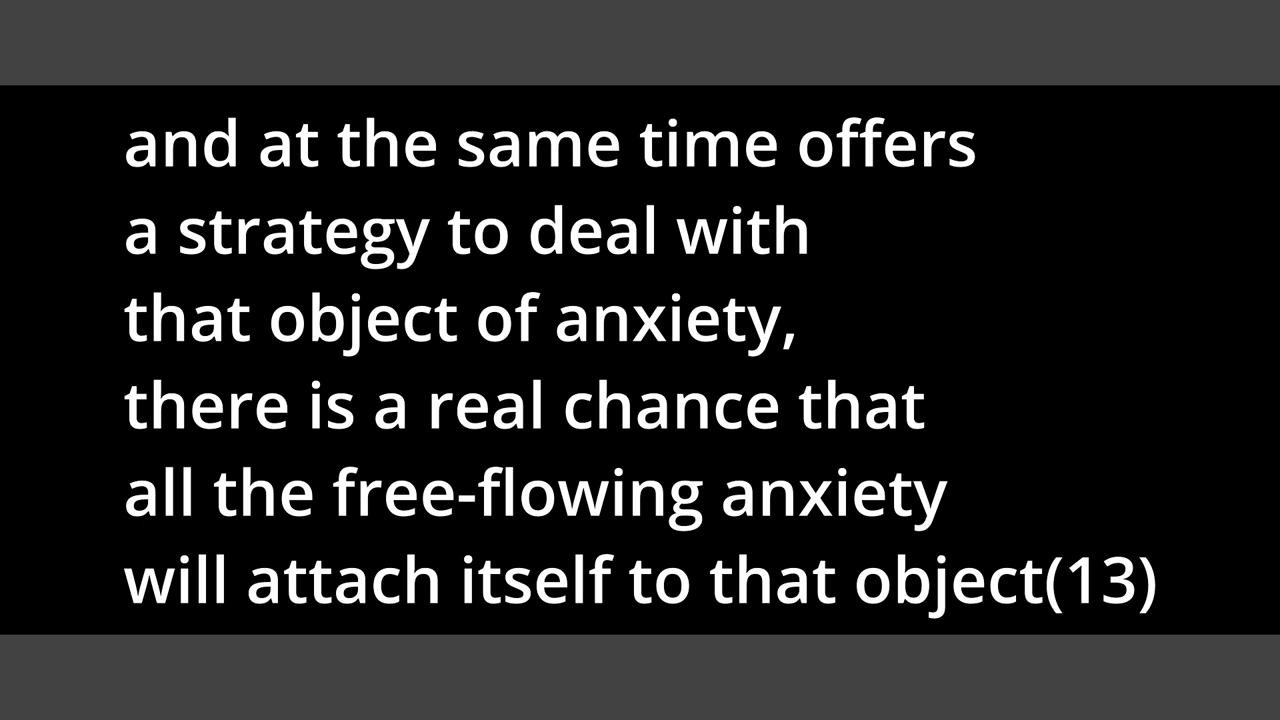 and at the same time offers
a strategy to deal with
that object of anxiety,
there is a real chance that
all the free-flowing anxiety
will attach itself to that object(13)